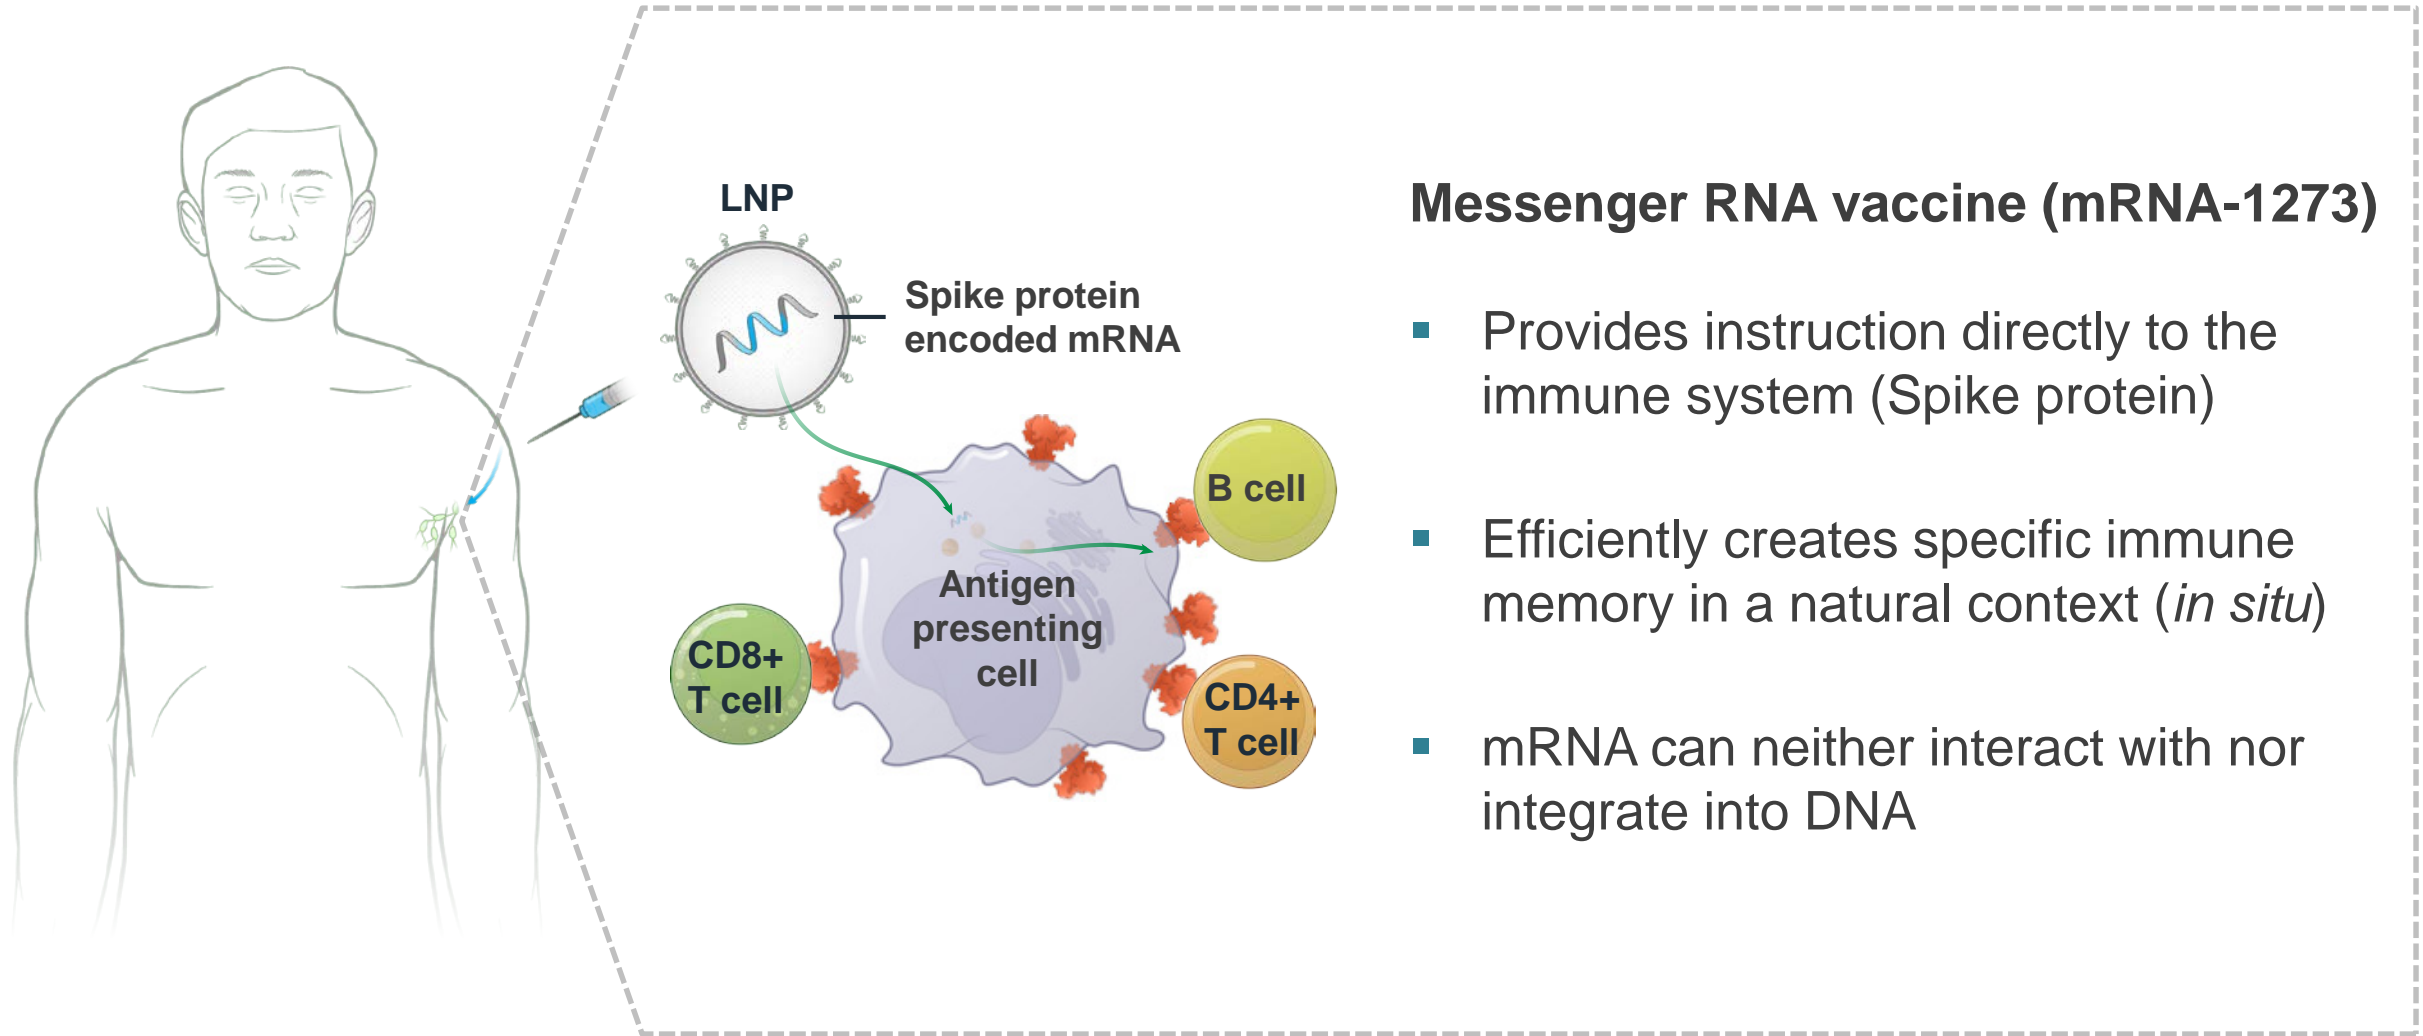 LNP
Spike protein
encoded mRNA
B cell
Antigen
presenting
cell
CD8+
T cell
CD4+
T cell
Messenger RNA vaccine (mRNA-1273)
▪ Provides instruction directly to the
immune system (Spike protein)
▪ Efficiently creates specific immune
memory in a natural context (in situ)
▪ mRNA can neither interact with nor
integrate into DNA